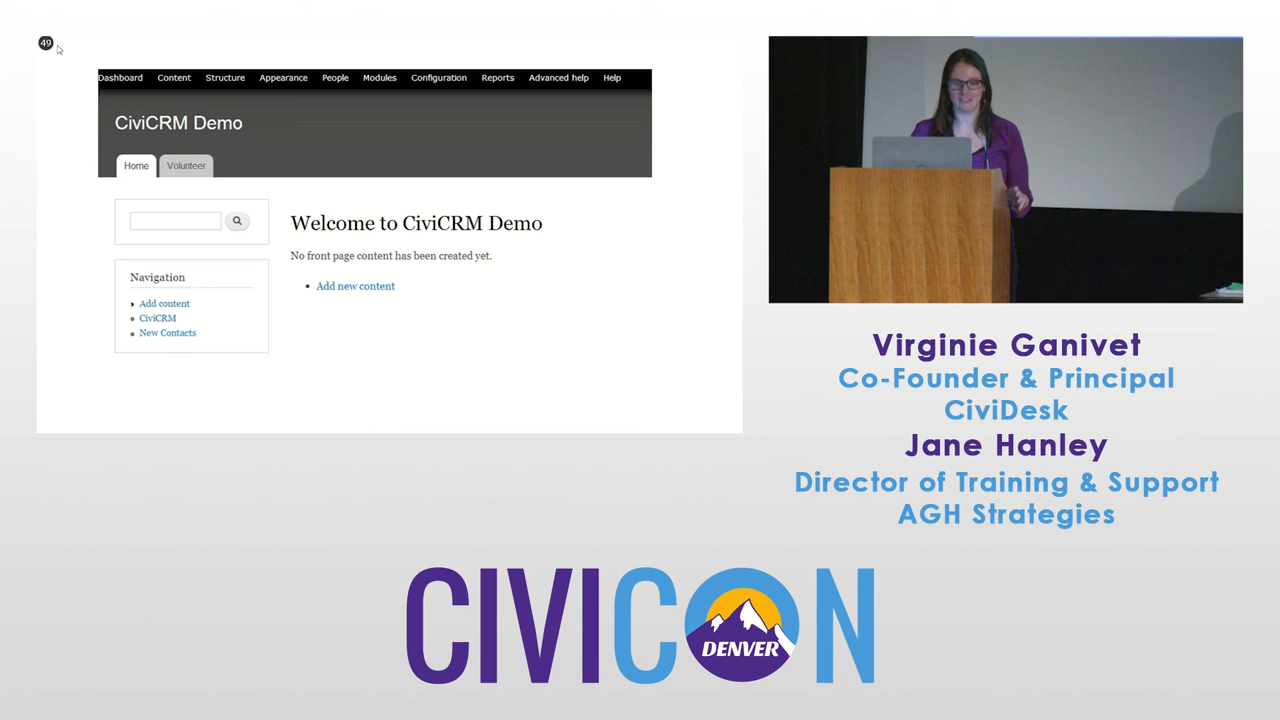 49
Dashboard Content Structure Appearance People Modules Configuration Reports Advanced help Help
CiviCRM Demo
Home Volunteer
Welcome to CiviCRM Demo
No front page content has been created yet.
Add new content
Navigation
Add content
CiviCRM
New Contacts
Virginie Ganivet
Co-Founder & Principal
CiviDesk
Jane Hanley
Director of Training & Support
AGH Strategies
CIVICON
DENVER